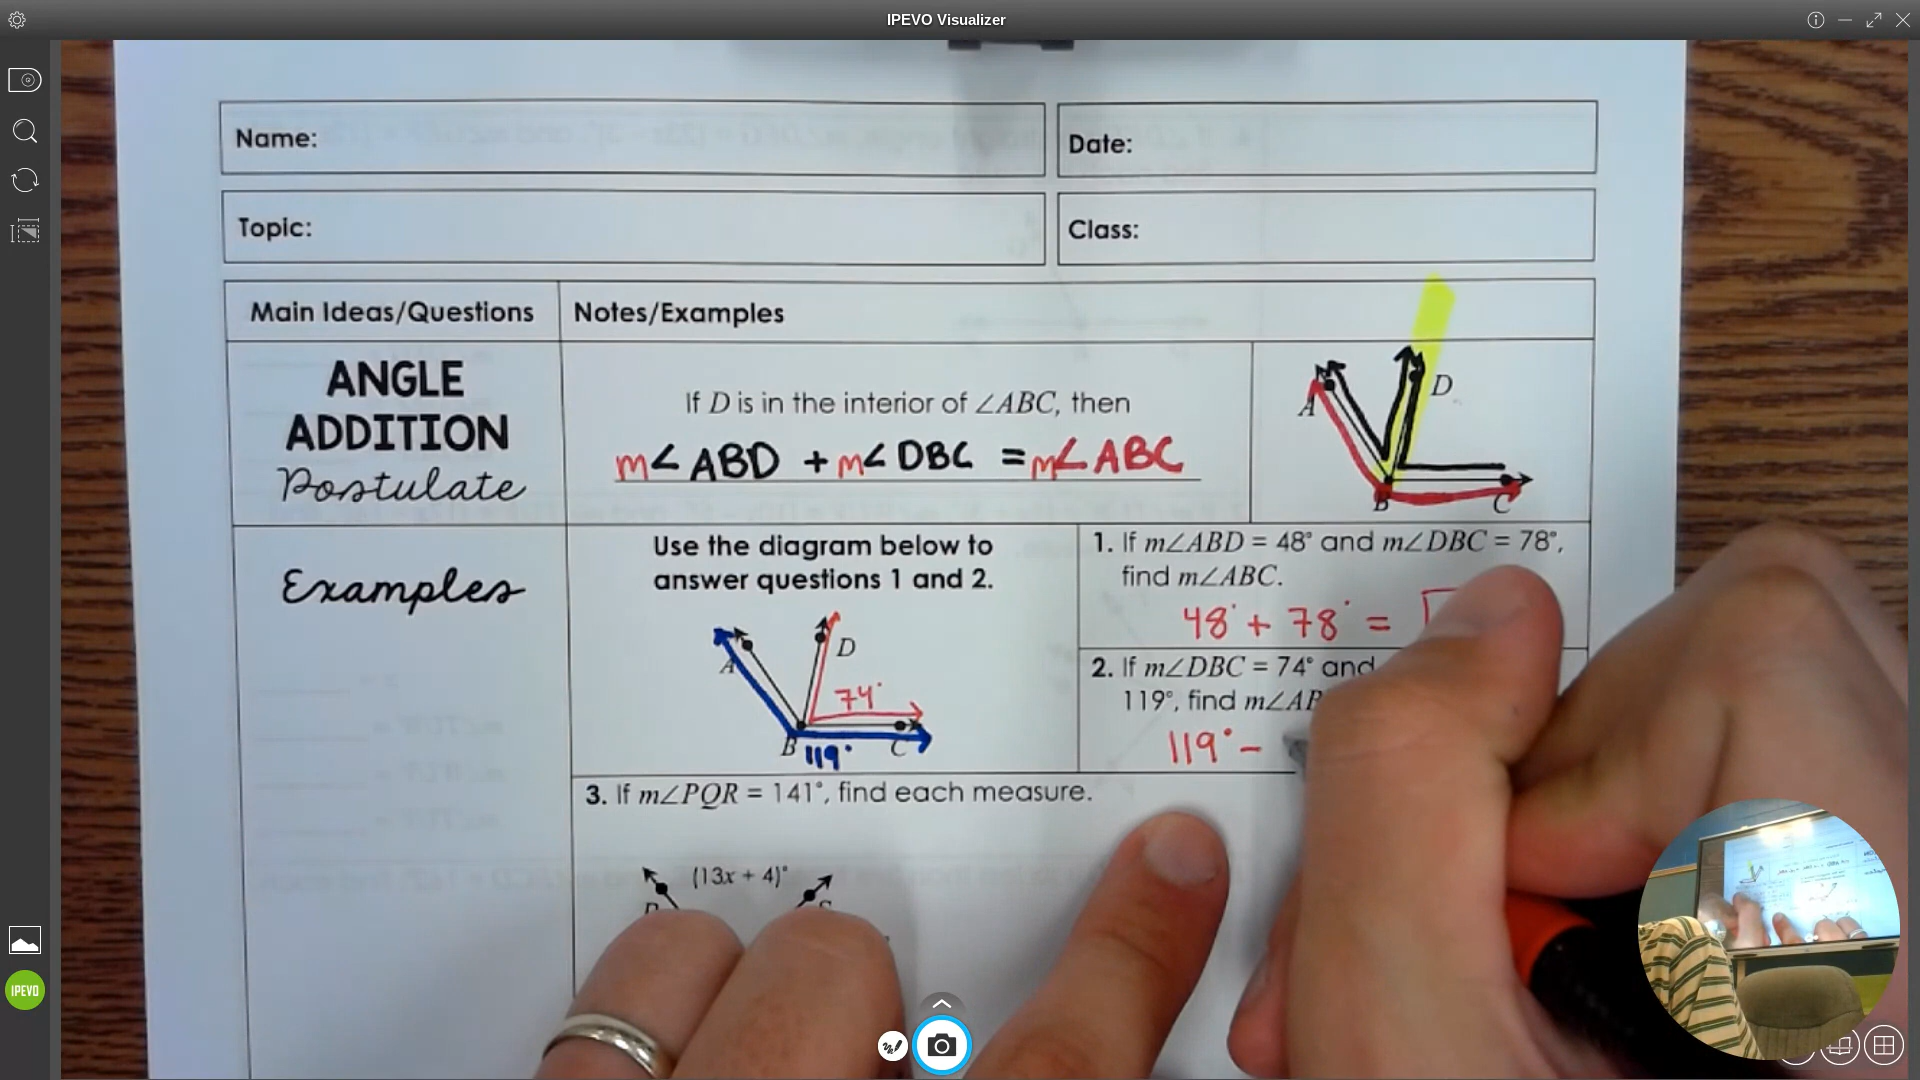 IPEVO Visualizer
Name:
Date:
Topic:
Class:
Main Ideas/Questions
Notes/Examples
ANGLE
ADDITION
Postulate
If D is in the interior of ∠ABC, then
m∠ABD + m∠DBC = m∠ABC
A
D
B
C
Examples
Use the diagram below to
answer questions 1 and 2.
A
D
74°
B
119°
C
1. If m∠ABD = 48° and m∠DBC = 78°,
find m∠ABC.
48° + 78° =
2. If m∠DBC = 74° and
119°, find
119° –
3. If m∠PQR = 141°, find each measure.
(13x + 4)°
IPEVO